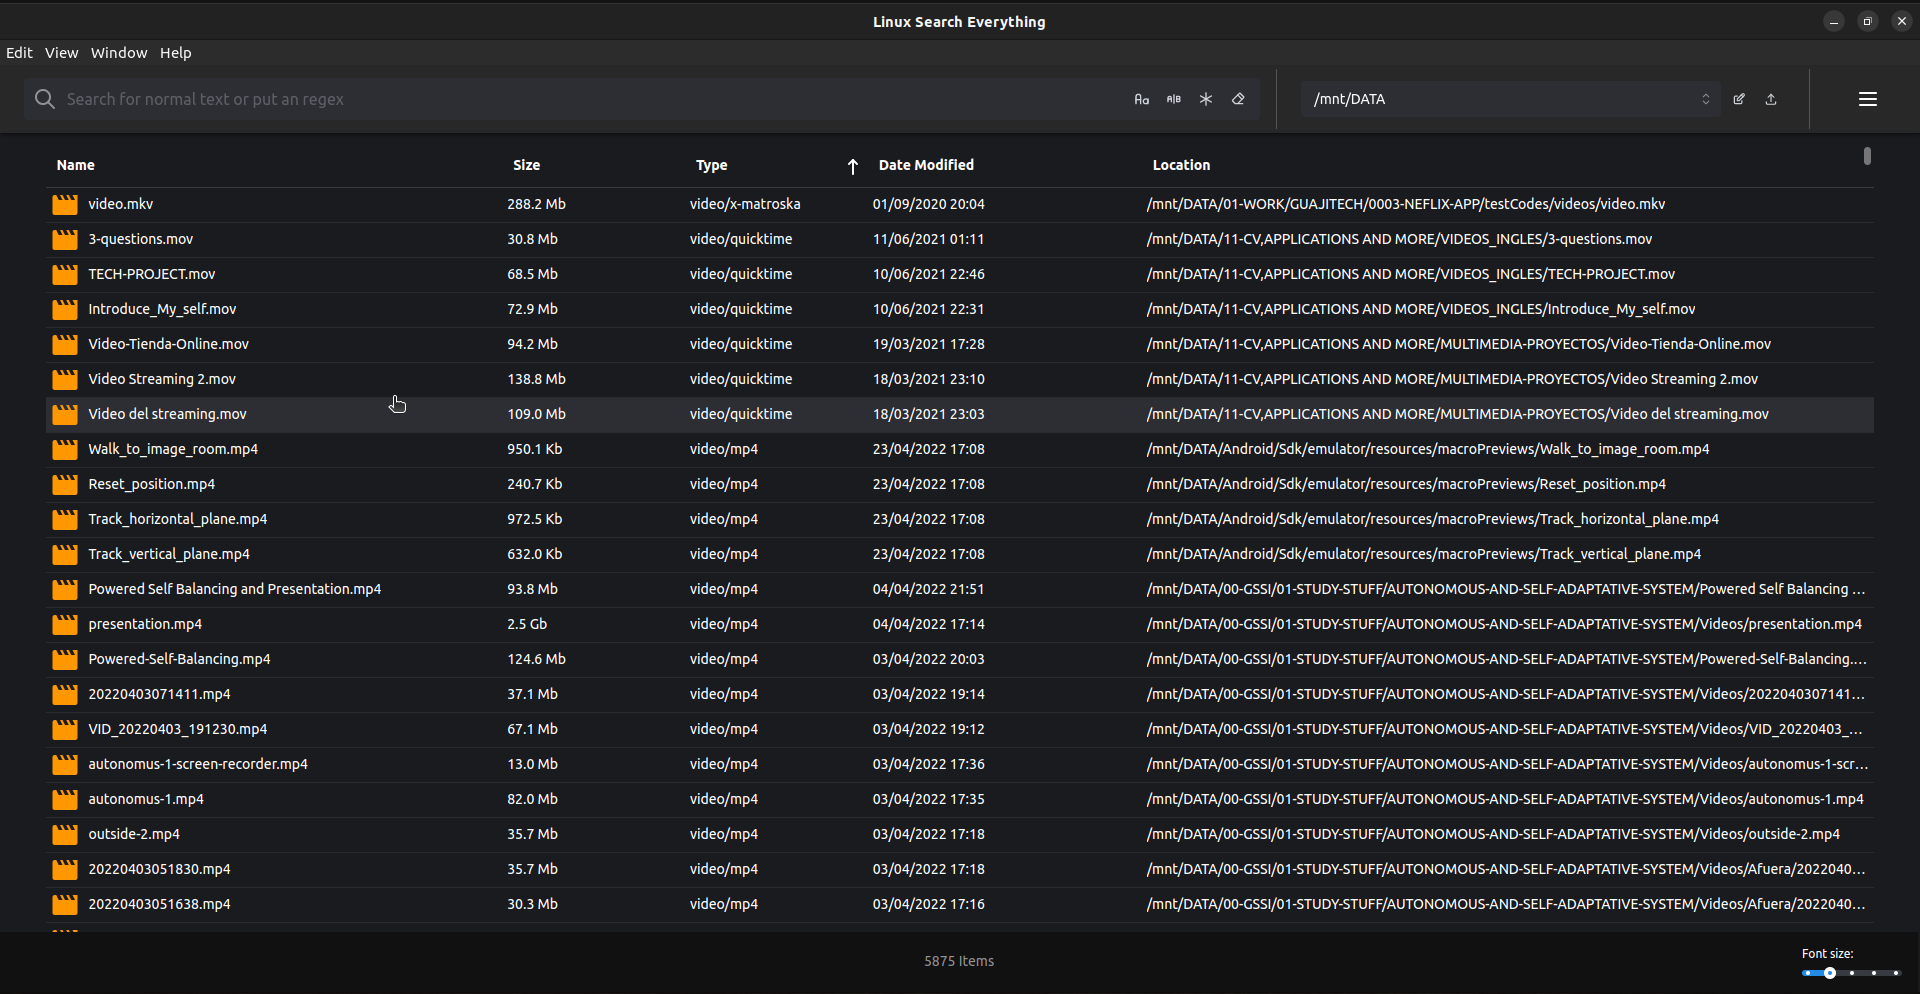 Linux Search Everything
Edit View Window Help
Search for normal text or put an regex Aa A|B /mnt/DATA
Name Size Type Date Modified Location
video.mkv 288.2 Mb video/x-matroska 01/09/2020 20:04 /mnt/DATA/01-WORK/GUAJITECH/0003-NEFLIX-APP/testCodes/videos/video.mkv
3-questions.mov 30.8 Mb video/quicktime 11/06/2021 01:11 /mnt/DATA/11-CV,APPLICATIONS AND MORE/VIDEOS_INGLES/3-questions.mov
TECH-PROJECT.mov 68.5 Mb video/quicktime 10/06/2021 22:46 /mnt/DATA/11-CV,APPLICATIONS AND MORE/VIDEOS_INGLES/TECH-PROJECT.mov
Introduce_My_self.mov 72.9 Mb video/quicktime 10/06/2021 22:31 /mnt/DATA/11-CV,APPLICATIONS AND MORE/VIDEOS_INGLES/Introduce_My_self.mov
Video-Tienda-Online.mov 94.2 Mb video/quicktime 19/03/2021 17:28 /mnt/DATA/11-CV,APPLICATIONS AND MORE/MULTIMEDIA-PROYECTOS/Video-Tienda-Online.mov
Video Streaming 2.mov 138.8 Mb video/quicktime 18/03/2021 23:10 /mnt/DATA/11-CV,APPLICATIONS AND MORE/MULTIMEDIA-PROYECTOS/Video Streaming 2.mov
Video del streaming.mov 109.0 Mb video/quicktime 18/03/2021 23:03 /mnt/DATA/11-CV,APPLICATIONS AND MORE/MULTIMEDIA-PROYECTOS/Video del streaming.mov
Walk_to_image_room.mp4 950.1 Kb video/mp4 23/04/2022 17:08 /mnt/DATA/Android/Sdk/emulator/resources/macroPreviews/Walk_to_image_room.mp4
Reset_position.mp4 240.7 Kb video/mp4 23/04/2022 17:08 /mnt/DATA/Android/Sdk/emulator/resources/macroPreviews/Reset_position.mp4
Track_horizontal_plane.mp4 972.5 Kb video/mp4 23/04/2022 17:08 /mnt/DATA/Android/Sdk/emulator/resources/macroPreviews/Track_horizontal_plane.mp4
Track_vertical_plane.mp4 632.0 Kb video/mp4 23/04/2022 17:08 /mnt/DATA/Android/Sdk/emulator/resources/macroPreviews/Track_vertical_plane.mp4
Powered Self Balancing and Presentation.mp4 93.8 Mb video/mp4 04/04/2022 21:51 /mnt/DATA/00-GSSI/01-STUDY-STUFF/AUTONOMOUS-AND-SELF-ADAPTATIVE-SYSTEM/Powered Self Balancing ...
presentation.mp4 2.5 Gb video/mp4 04/04/2022 17:14 /mnt/DATA/00-GSSI/01-STUDY-STUFF/AUTONOMOUS-AND-SELF-ADAPTATIVE-SYSTEM/Videos/presentation.mp4
Powered-Self-Balancing.mp4 124.6 Mb video/mp4 03/04/2022 20:03 /mnt/DATA/00-GSSI/01-STUDY-STUFF/AUTONOMOUS-AND-SELF-ADAPTATIVE-SYSTEM/Powered-Self-Balancing....
20220403071411.mp4 37.1 Mb video/mp4 03/04/2022 19:14 /mnt/DATA/00-GSSI/01-STUDY-STUFF/AUTONOMOUS-AND-SELF-ADAPTATIVE-SYSTEM/Videos/2022040307141...
VID_20220403_191230.mp4 67.1 Mb video/mp4 03/04/2022 19:12 /mnt/DATA/00-GSSI/01-STUDY-STUFF/AUTONOMOUS-AND-SELF-ADAPTATIVE-SYSTEM/Videos/VID_20220403_...
autonomus-1-screen-recorder.mp4 13.0 Mb video/mp4 03/04/2022 17:36 /mnt/DATA/00-GSSI/01-STUDY-STUFF/AUTONOMOUS-AND-SELF-ADAPTATIVE-SYSTEM/Videos/autonomus-1-scr...
autonomus-1.mp4 82.0 Mb video/mp4 03/04/2022 17:35 /mnt/DATA/00-GSSI/01-STUDY-STUFF/AUTONOMOUS-AND-SELF-ADAPTATIVE-SYSTEM/Videos/autonomus-1.mp4
outside-2.mp4 35.7 Mb video/mp4 03/04/2022 17:18 /mnt/DATA/00-GSSI/01-STUDY-STUFF/AUTONOMOUS-AND-SELF-ADAPTATIVE-SYSTEM/Videos/outside-2.mp4
20220403051830.mp4 35.7 Mb video/mp4 03/04/2022 17:18 /mnt/DATA/00-GSSI/01-STUDY-STUFF/AUTONOMOUS-AND-SELF-ADAPTATIVE-SYSTEM/Videos/Afuera/2022040...
20220403051638.mp4 30.3 Mb video/mp4 03/04/2022 17:16 /mnt/DATA/00-GSSI/01-STUDY-STUFF/AUTONOMOUS-AND-SELF-ADAPTATIVE-SYSTEM/Videos/Afuera/2022040...
5875 Items
Font size: